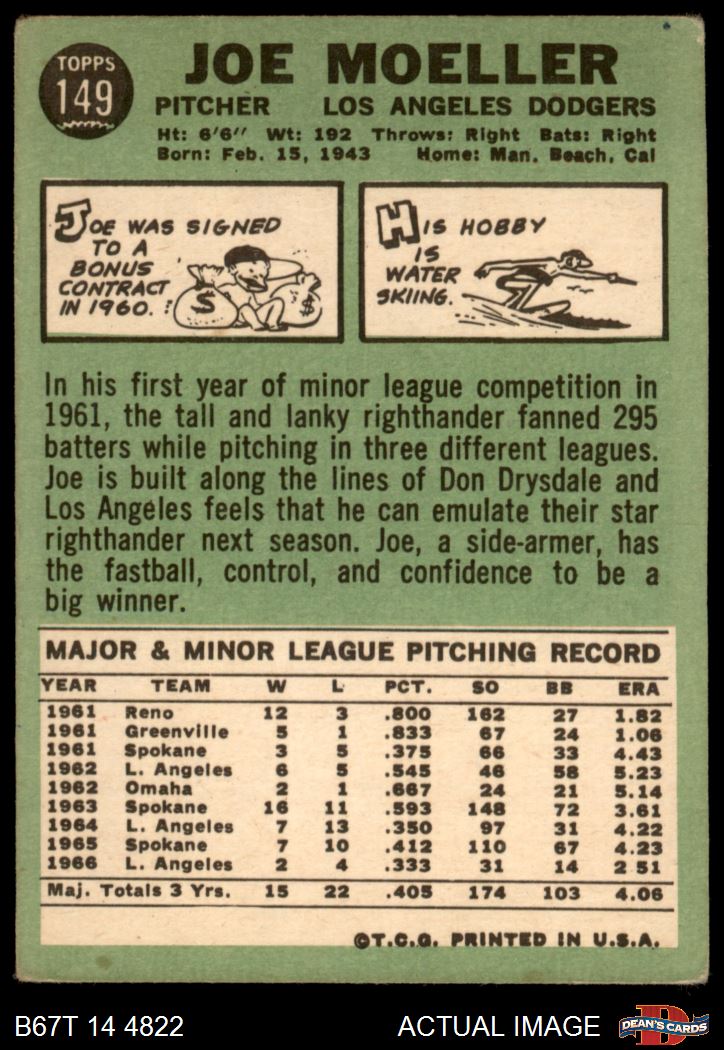 TOPPS
149
JOE MOELLER
PITCHER LOS ANGELES DODGERS
Ht: 6'6" Wt: 192 Throws: Right Bats: Right
Born: Feb. 15, 1943 Home: Man. Beach, Cal
JOE WAS SIGNED
TO A
BONUS
CONTRACT
IN 1960.
$
$
HIS HOBBY
IS
WATER
SKIING.
In his first year of minor league competition in
1961, the tall and lanky righthander fanned 295
batters while pitching in three different leagues.
Joe is built along the lines of Don Drysdale and
Los Angeles feels that he can emulate their star
righthander next season. Joe, a side-armer, has
the fastball, control, and confidence to be a
big winner.
MAJOR & MINOR LEAGUE PITCHING RECORD
YEAR TEAM W L PCT. SO BB ERA
1961 Reno 12 3 .800 162 27 1.82
1961 Greenville 5 1 .833 67 24 1.06
1961 Spokane 3 5 .375 66 33 4.43
1962 L. Angeles 6 5 .545 46 58 5.23
1962 Omaha 2 1 .667 24 21 5.14
1963 Spokane 16 11 .593 148 72 3.61
1964 L. Angeles 7 13 .350 97 31 4.22
1965 Spokane 7 10 .412 110 67 4.23
1966 L. Angeles 2 4 .333 31 14 2 51
Maj. Totals 3 Yrs. 15 22 .405 174 103 4.06
©T.C.G. PRINTED IN U.S.A.
B67T 14 4822 ACTUAL IMAGE
DEAN'S CARDS